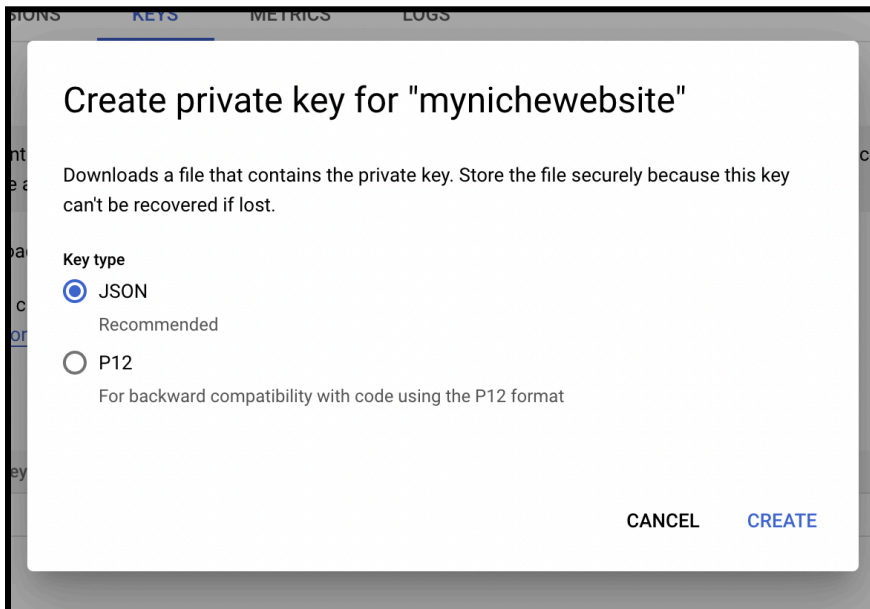 KEYS METRICS LOGS
Create private key for "mynichewebsite"
Downloads a file that contains the private key. Store the file securely because this key
can't be recovered if lost.
Key type
JSON
Recommended
P12
For backward compatibility with code using the P12 format
CANCEL CREATE